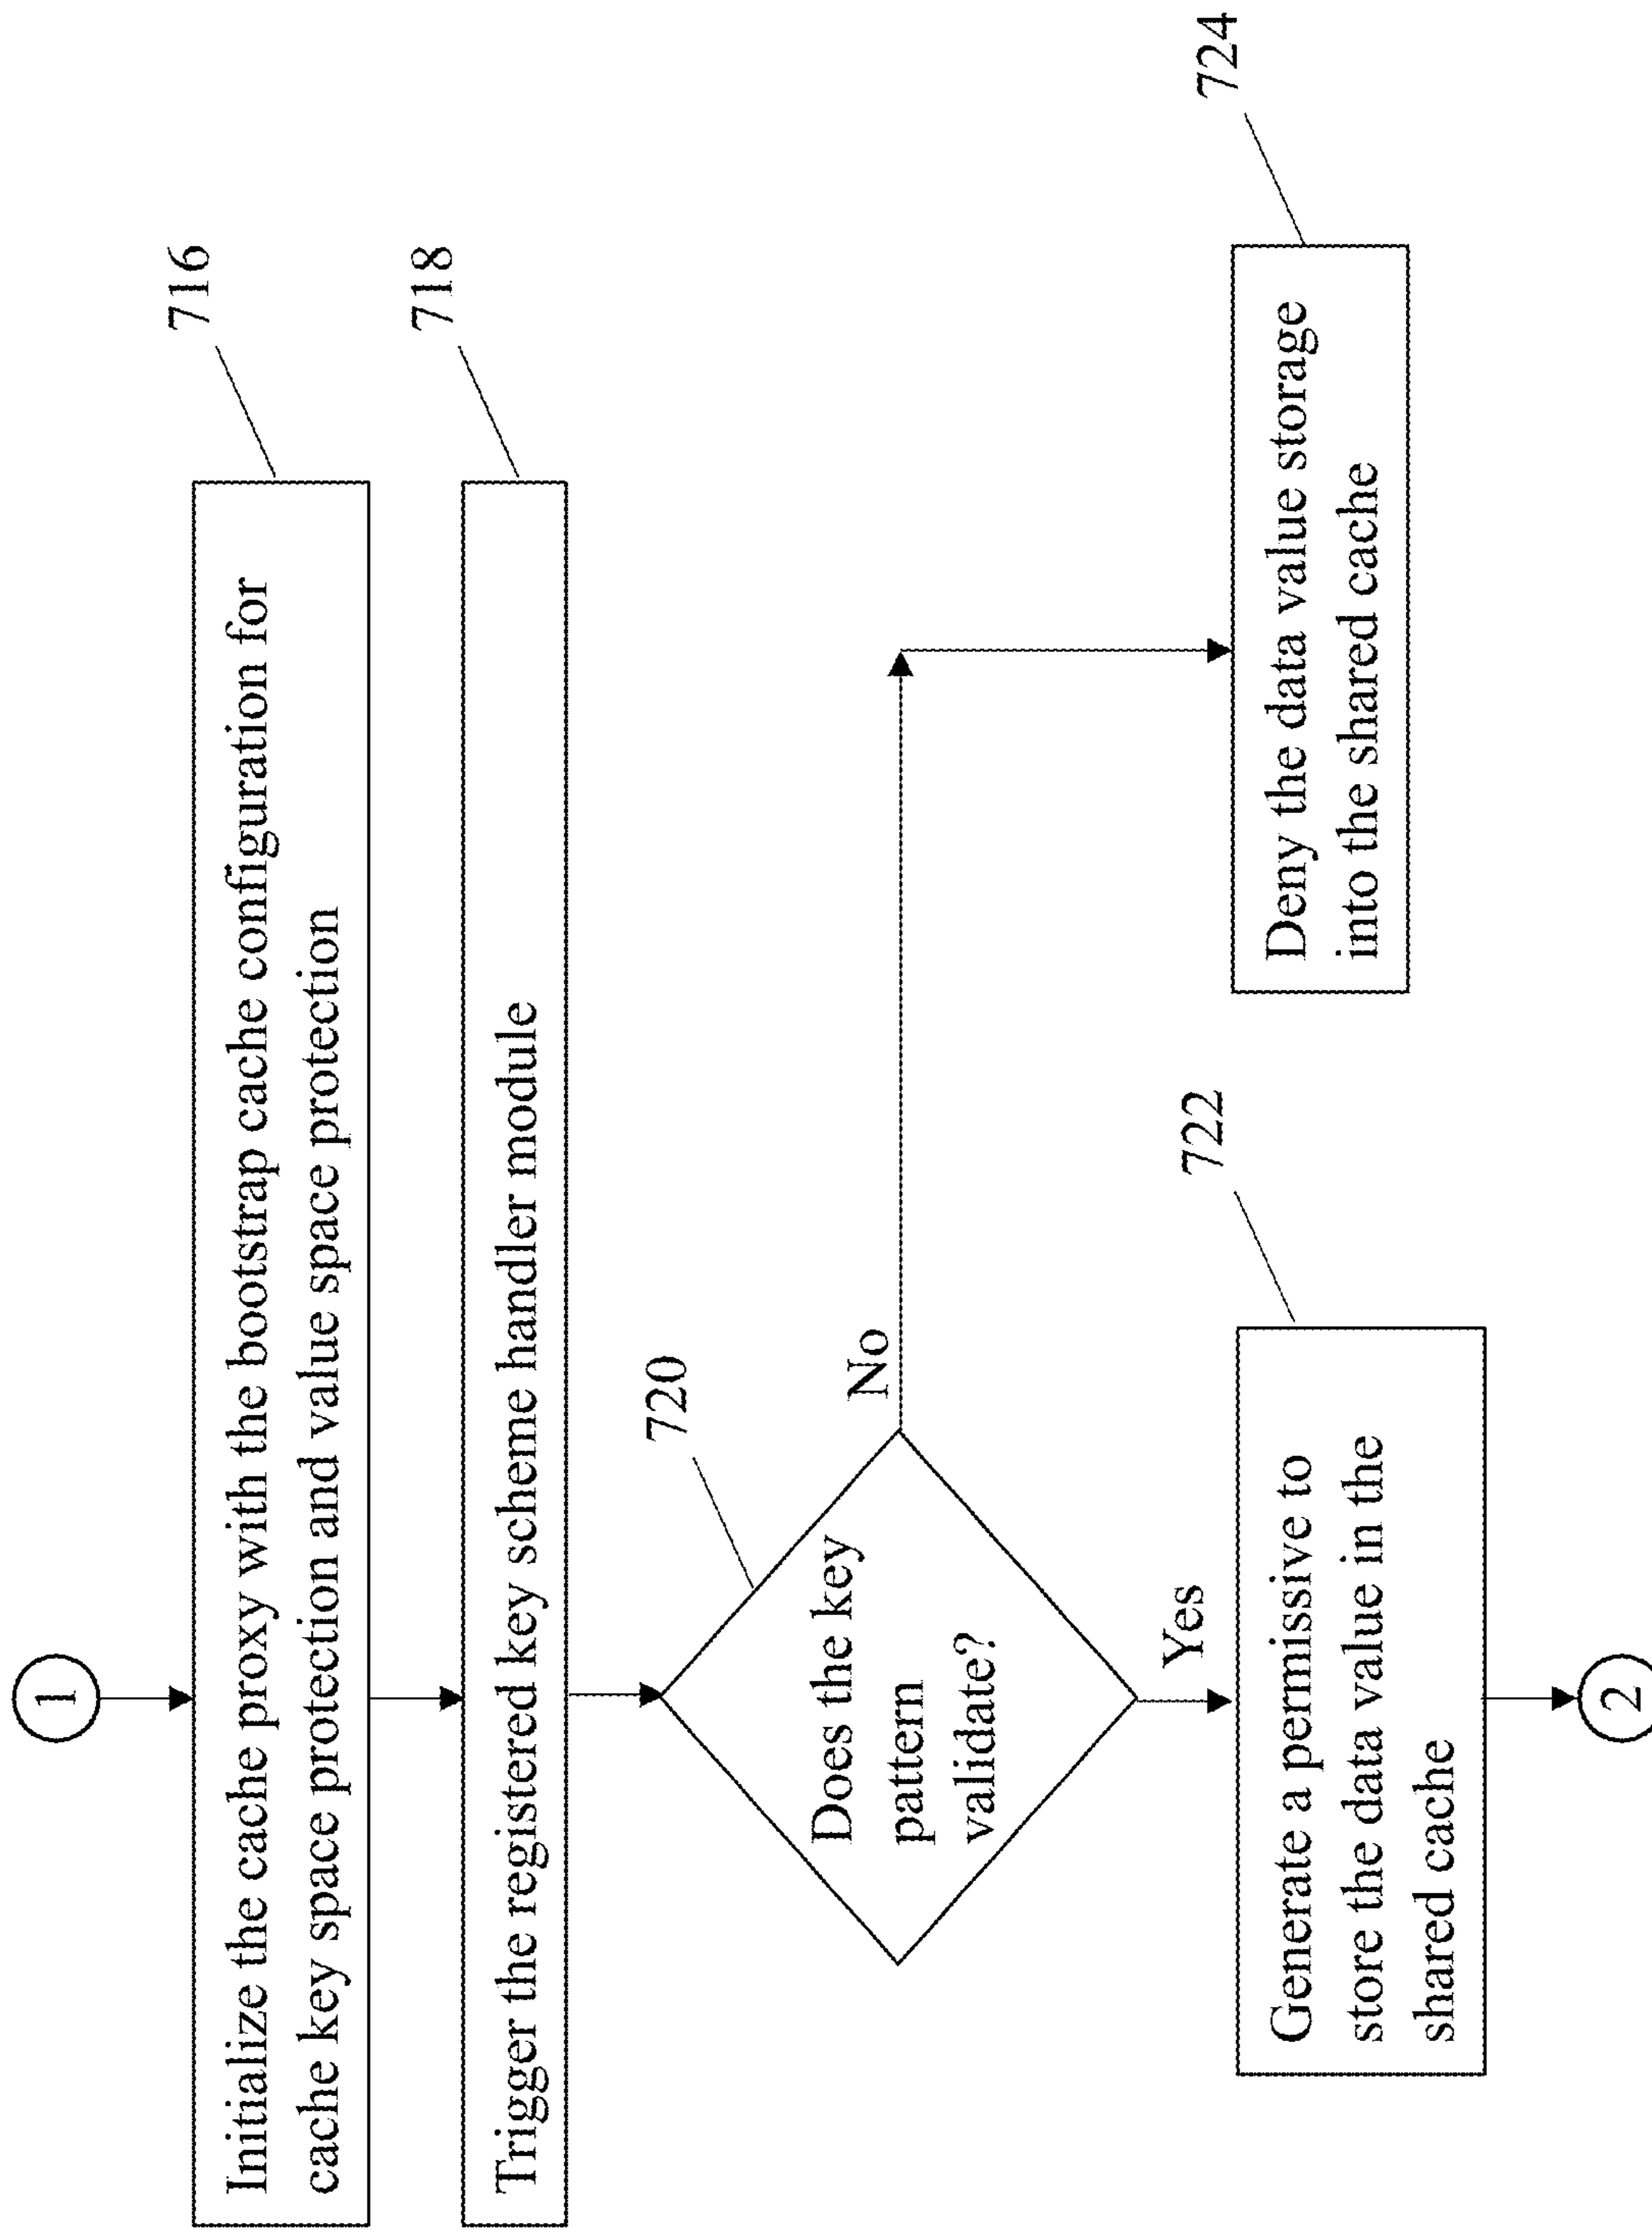 1
716
Initialize the cache proxy with the bootstrap cache configuration for
cache key space protection and value space protection
718
Trigger the registered key scheme handler module
720
Does the key
pattern
validate?
No
Yes
722
Generate a permissive to
store the data value in the
shared cache
724
Deny the data value storage
into the shared cache
2